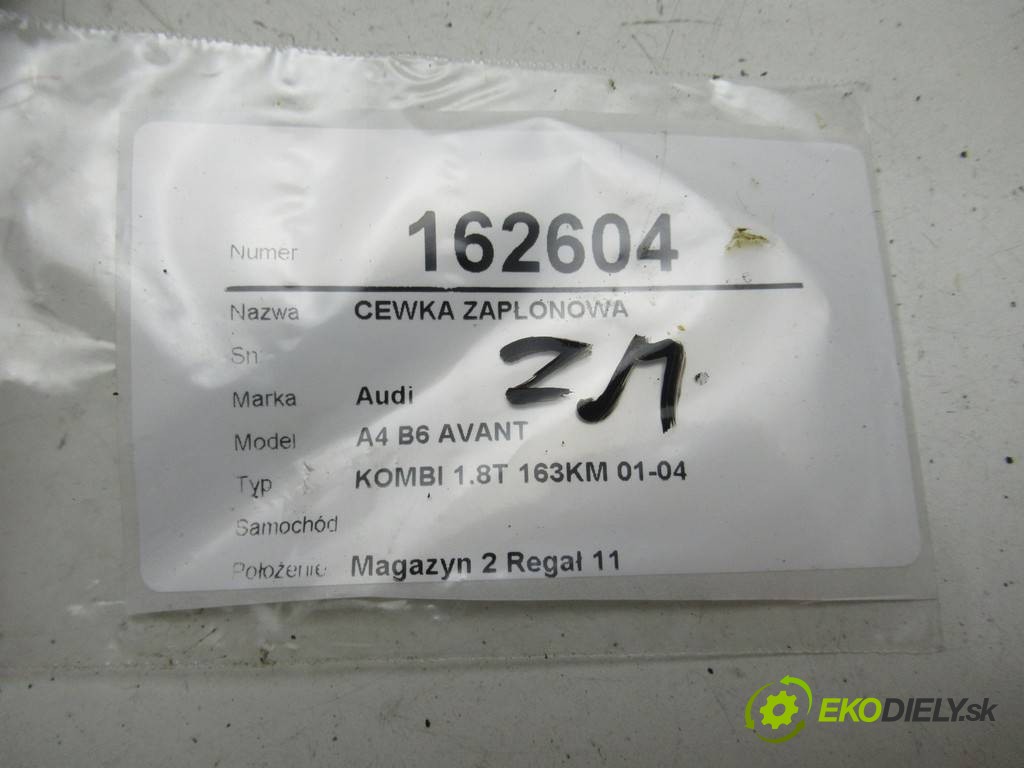 Numer 162604
Nazwa CEWKA ZAPŁONOWA
Sn
Marka Audi
Model A4 B6 AVANT
Typ KOMBI 1.8T 163KM 01-04
Samochód
Położenie Magazyn 2 Regał 11
EKODIELY.sk